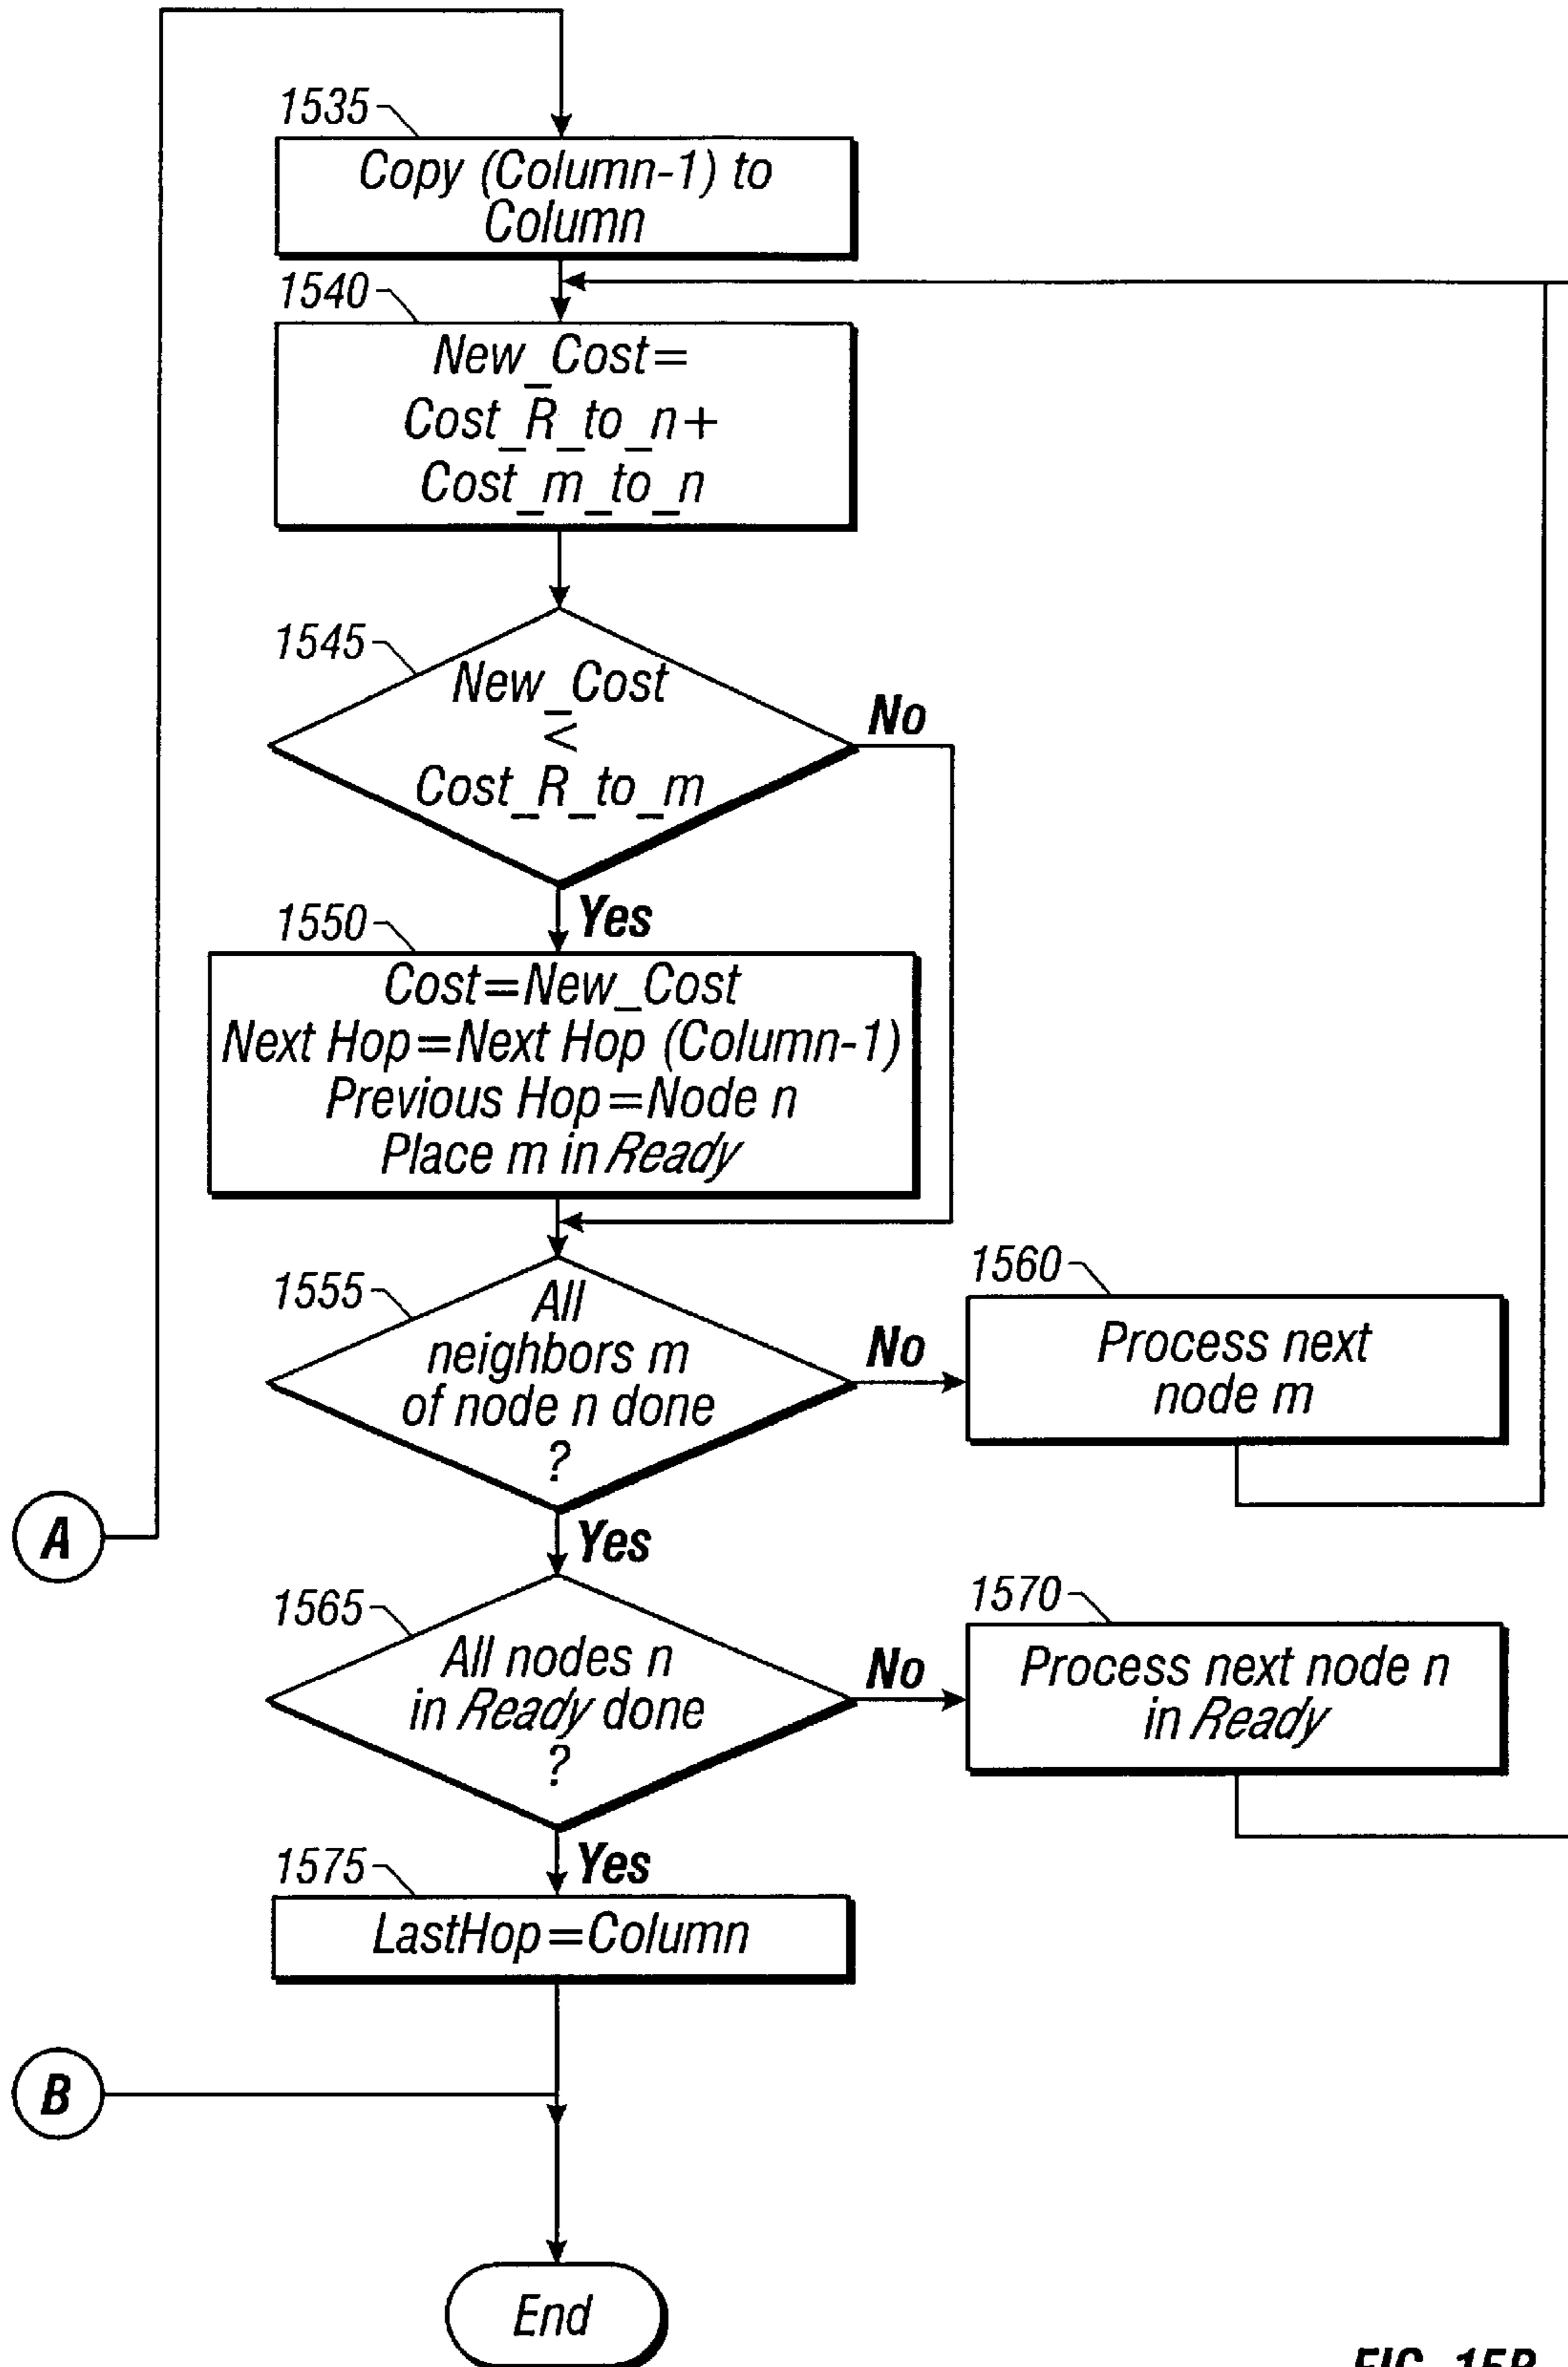 1535
Copy (Column-1) to
Column
1540
New_Cost=
Cost_R_to_n+
Cost_m_to_n
1545
New_Cost
<
Cost_R_to_m
No
Yes
1550
Cost=New_Cost
Next Hop=Next Hop (Column-1)
Previous Hop=Node n
Place m in Ready
1555
All
neighbors m
of node n done
?
No
1560
Process next
node m
A
Yes
1565
All nodes n
in Ready done
?
No
1570
Process next node n
in Ready
Yes
1575
LastHop=Column
B
End
FIG. 15B